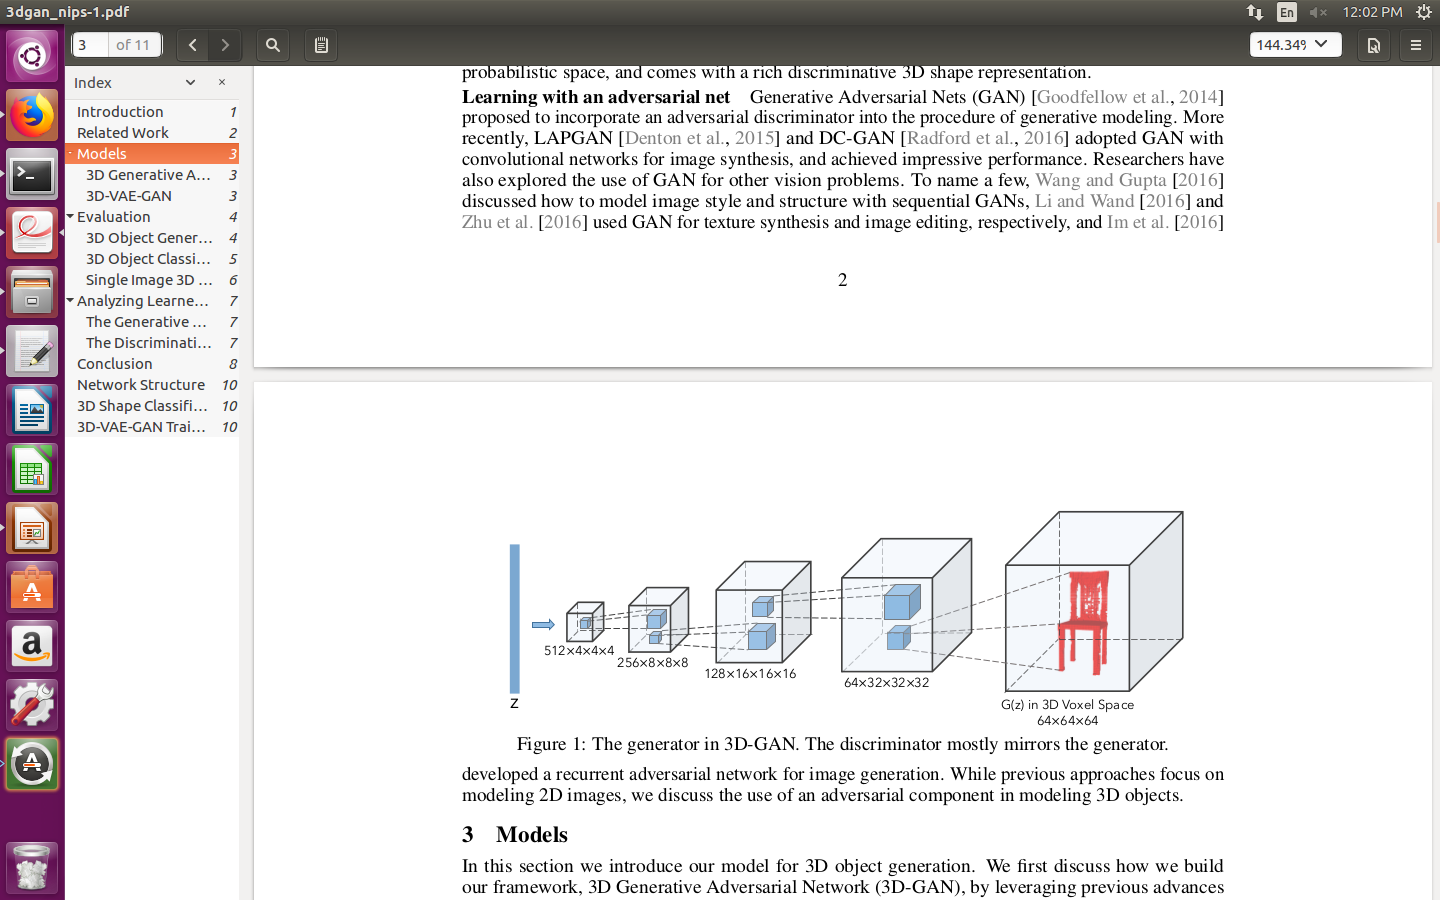 3dgan_nips-1.pdf
En
12:02 PM
3 of 11
144.34%
Index
Introduction 1
Related Work 2
Models 3
3D Generative A... 3
3D-VAE-GAN 3
Evaluation 4
3D Object Gener... 4
3D Object Classi... 5
Single Image 3D ... 6
Analyzing Learne... 7
The Generative ... 7
The Discriminati... 7
Conclusion 8
Network Structure 10
3D Shape Classifi... 10
3D-VAE-GAN Trai... 10
probabilistic space, and comes with a rich discriminative 3D shape representation.
Learning with an adversarial net Generative Adversarial Nets (GAN) [Goodfellow et al., 2014]
proposed to incorporate an adversarial discriminator into the procedure of generative modeling. More
recently, LAPGAN [Denton et al., 2015] and DC-GAN [Radford et al., 2016] adopted GAN with
convolutional networks for image synthesis, and achieved impressive performance. Researchers have
also explored the use of GAN for other vision problems. To name a few, Wang and Gupta [2016]
discussed how to model image style and structure with sequential GANs, Li and Wand [2016] and
Zhu et al. [2016] used GAN for texture synthesis and image editing, respectively, and Im et al. [2016]
2
z
512×4×4×4
256×8×8×8
128×16×16×16
64×32×32×32
G(z) in 3D Voxel Space
64×64×64
Figure 1: The generator in 3D-GAN. The discriminator mostly mirrors the generator.
developed a recurrent adversarial network for image generation. While previous approaches focus on
modeling 2D images, we discuss the use of an adversarial component in modeling 3D objects.
3 Models
In this section we introduce our model for 3D object generation. We first discuss how we build
our framework, 3D Generative Adversarial Network (3D-GAN), by leveraging previous advances